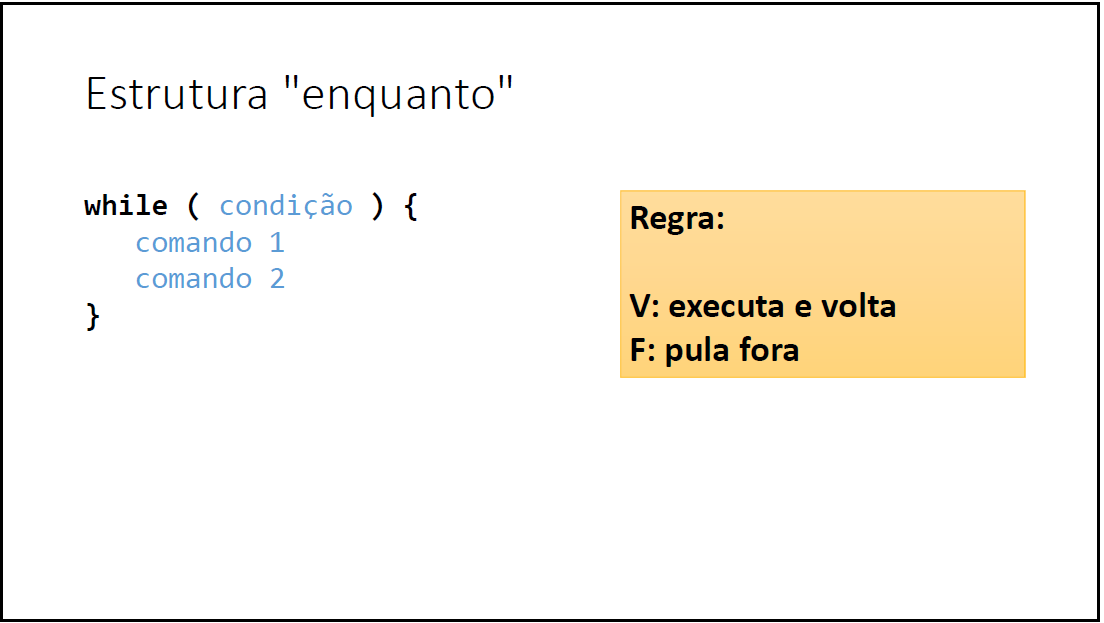 Estrutura "enquanto"
while ( condição ) {
comando 1
comando 2
}
Regra:
V: executa e volta
F: pula fora